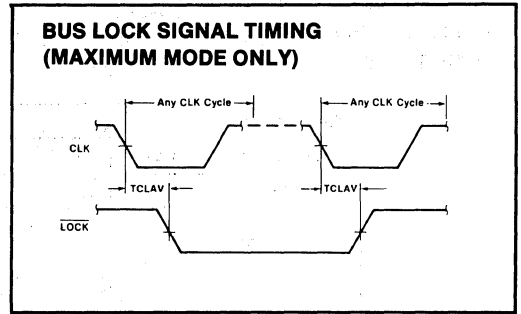 BUS LOCK SIGNAL TIMING
(MAXIMUM MODE ONLY)
Any CLK Cycle
Any CLK Cycle
CLK
TCLAV
TCLAV
LOCK